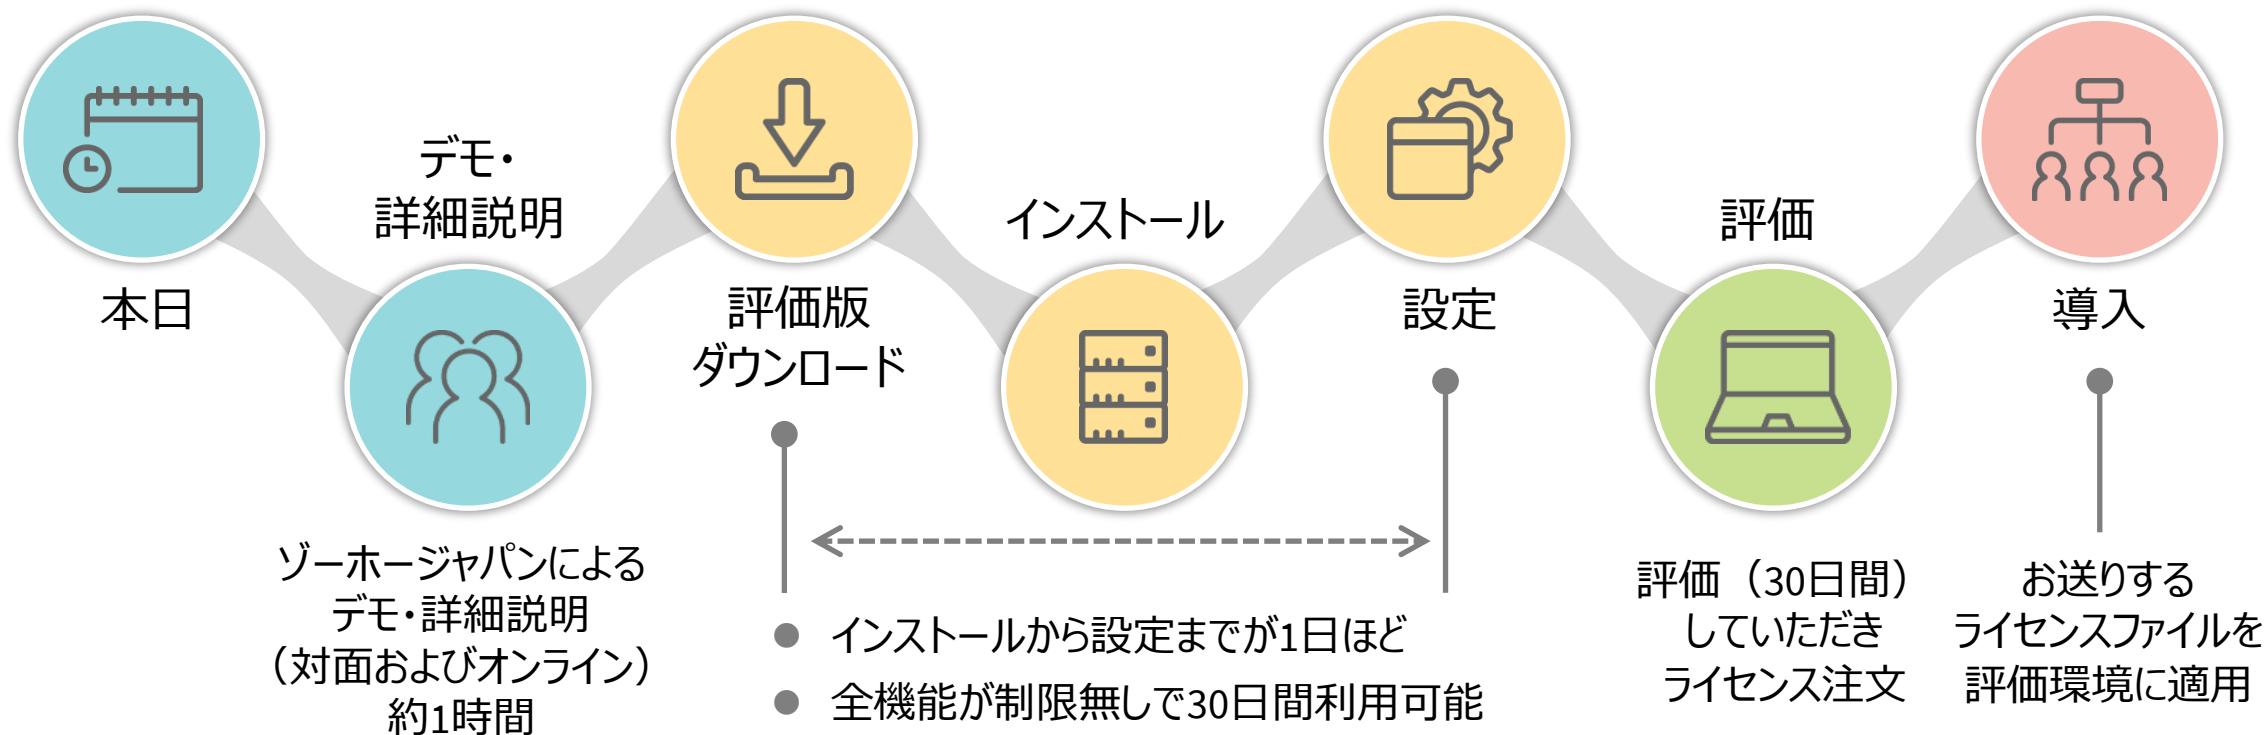 本日
デモ・
詳細説明
ゾーホージャパンによる
デモ・詳細説明
（対面およびオンライン）
約1時間
評価版
ダウンロード
インストール
設定
インストールから設定までが1日ほど
全機能が制限無しで30日間利用可能
評価
評価（30日間）
していただき
ライセンス注文
導入
お送りする
ライセンスファイルを
評価環境に適用